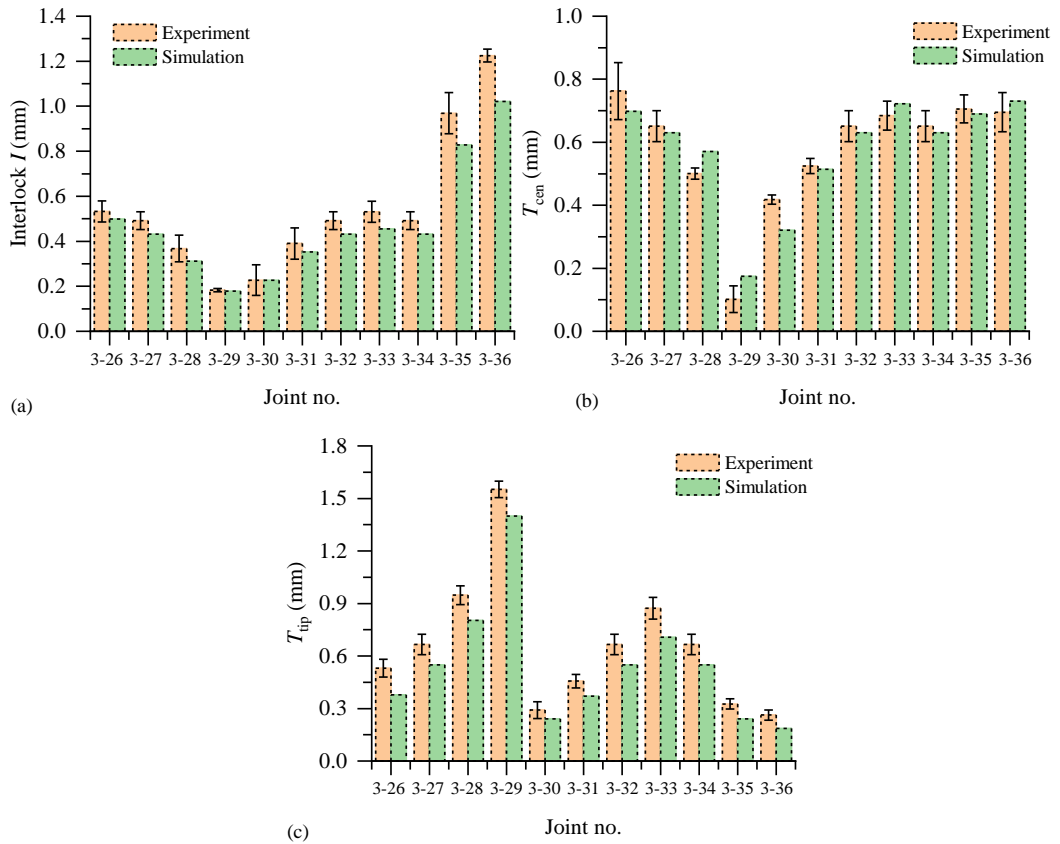 1.4
1.2
1.0
0.8
0.6
0.4
0.2
0.0
Interlock I (mm)
Experiment
Simulation
3-26 3-27 3-28 3-29 3-30 3-31 3-32 3-33 3-34 3-35 3-36
Joint no.
(a)
1.0
0.8
0.6
0.4
0.2
0.0
Tcen (mm)
Experiment
Simulation
3-26 3-27 3-28 3-29 3-30 3-31 3-32 3-33 3-34 3-35 3-36
Joint no.
(b)
1.8
1.5
1.2
0.9
0.6
0.3
0.0
Ttip (mm)
Experiment
Simulation
3-26 3-27 3-28 3-29 3-30 3-31 3-32 3-33 3-34 3-35 3-36
Joint no.
(c)